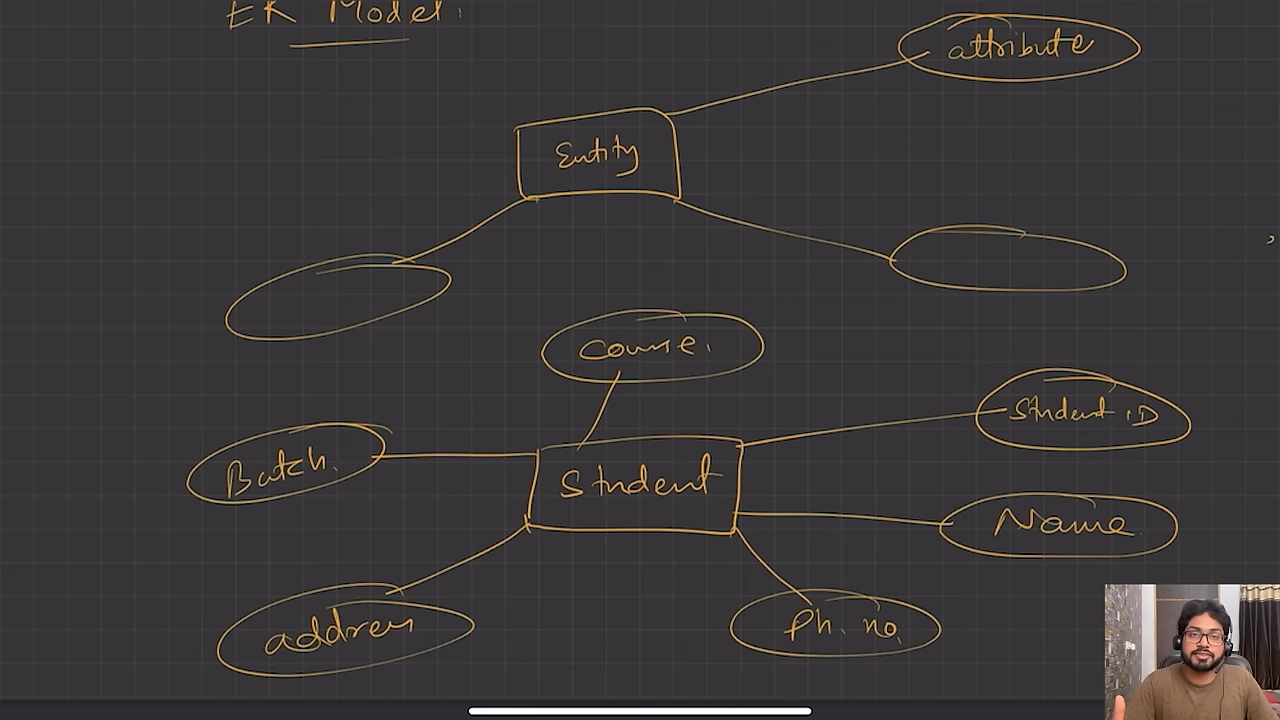 ER Model.
attribute
Entity
Course.
Student ID
Batch.
Student
Name
address
Ph. no.